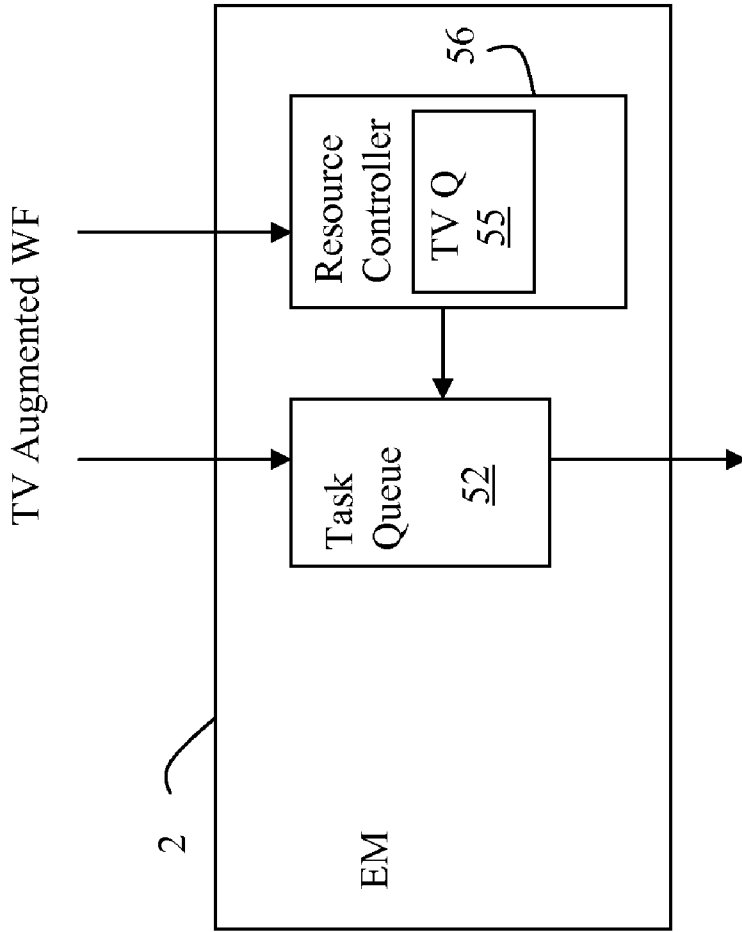 TV Augmented WF
2
EM
Task
Queue
52
Resource
Controller
TV Q
55
56